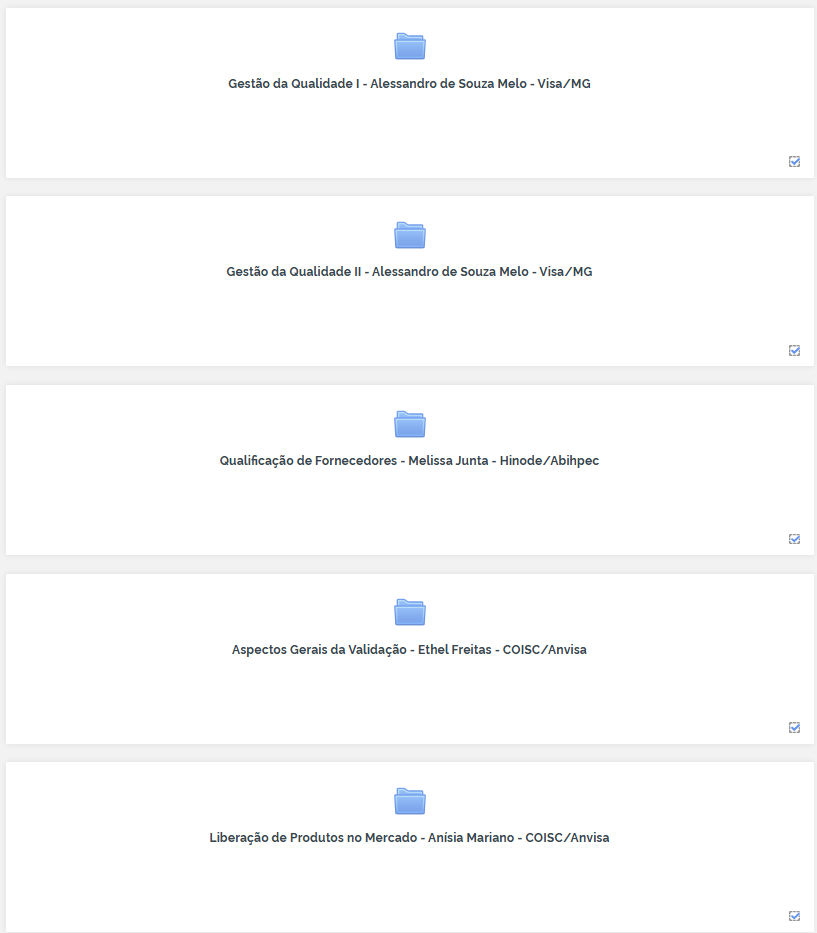 Gestão da Qualidade I - Alessandro de Souza Melo - Visa/MG
Gestão da Qualidade II - Alessandro de Souza Melo - Visa/MG
Qualificação de Fornecedores - Melissa Junta - Hinode/Abihpec
Aspectos Gerais da Validação - Ethel Freitas - COISC/Anvisa
Liberação de Produtos no Mercado - Anísia Mariano - COISC/Anvisa